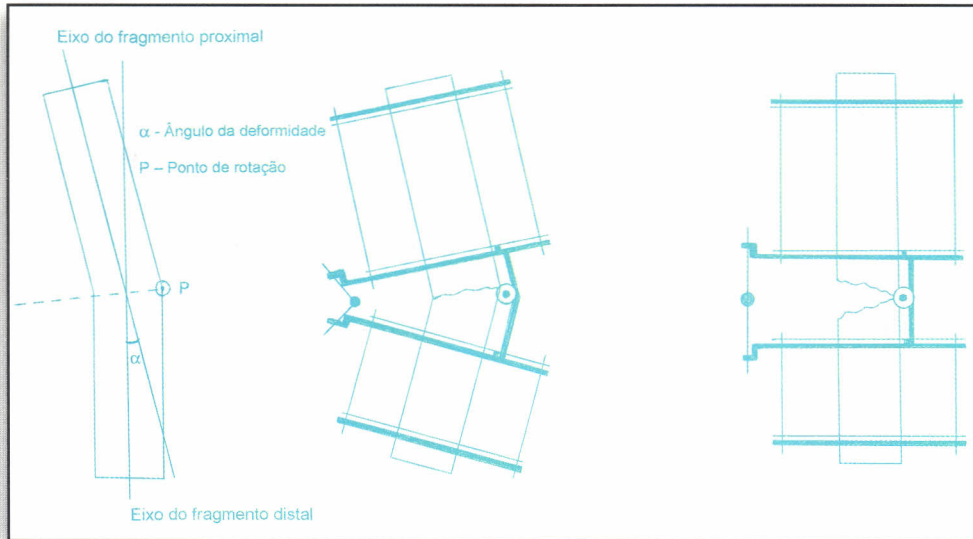 Eixo do fragmento proximal
α - Ângulo da deformidade
P – Ponto de rotação
P
α
Eixo do fragmento distal